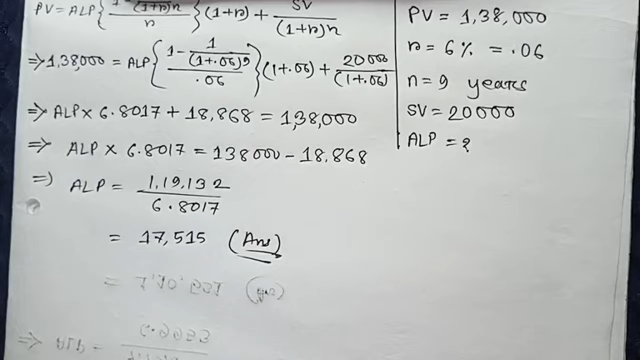 PV = ALP { 1 - 1/(1+r)n / r } (1+r) + SV/(1+r)n
⇒ 1,38,000 = ALP { 1 - 1/(1+.06)9 / .06 } (1+.06) + 20000/(1+.06)
⇒ ALP x 6.8017 + 18,868 = 1,38,000
⇒ ALP x 6.8017 = 138000 - 18,868
⇒ ALP = 1,19,132 / 6.8017
= 17,515 (Ans)
PV = 1,38,000
r = 6% = .06
n = 9 years
SV = 20000
ALP = ?